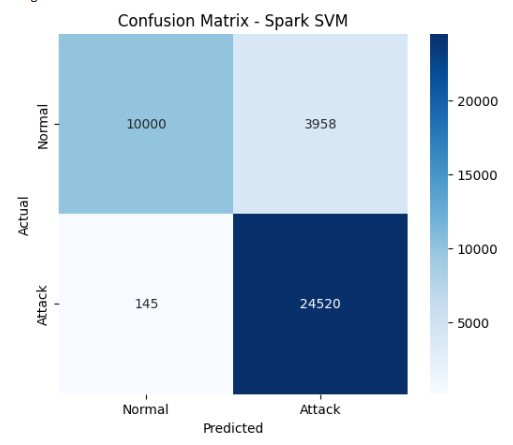 Confusion Matrix - Spark SVM
Normal
10000
3958
Actual
Attack
145
24520
Normal
Attack
Predicted
20000
15000
10000
5000